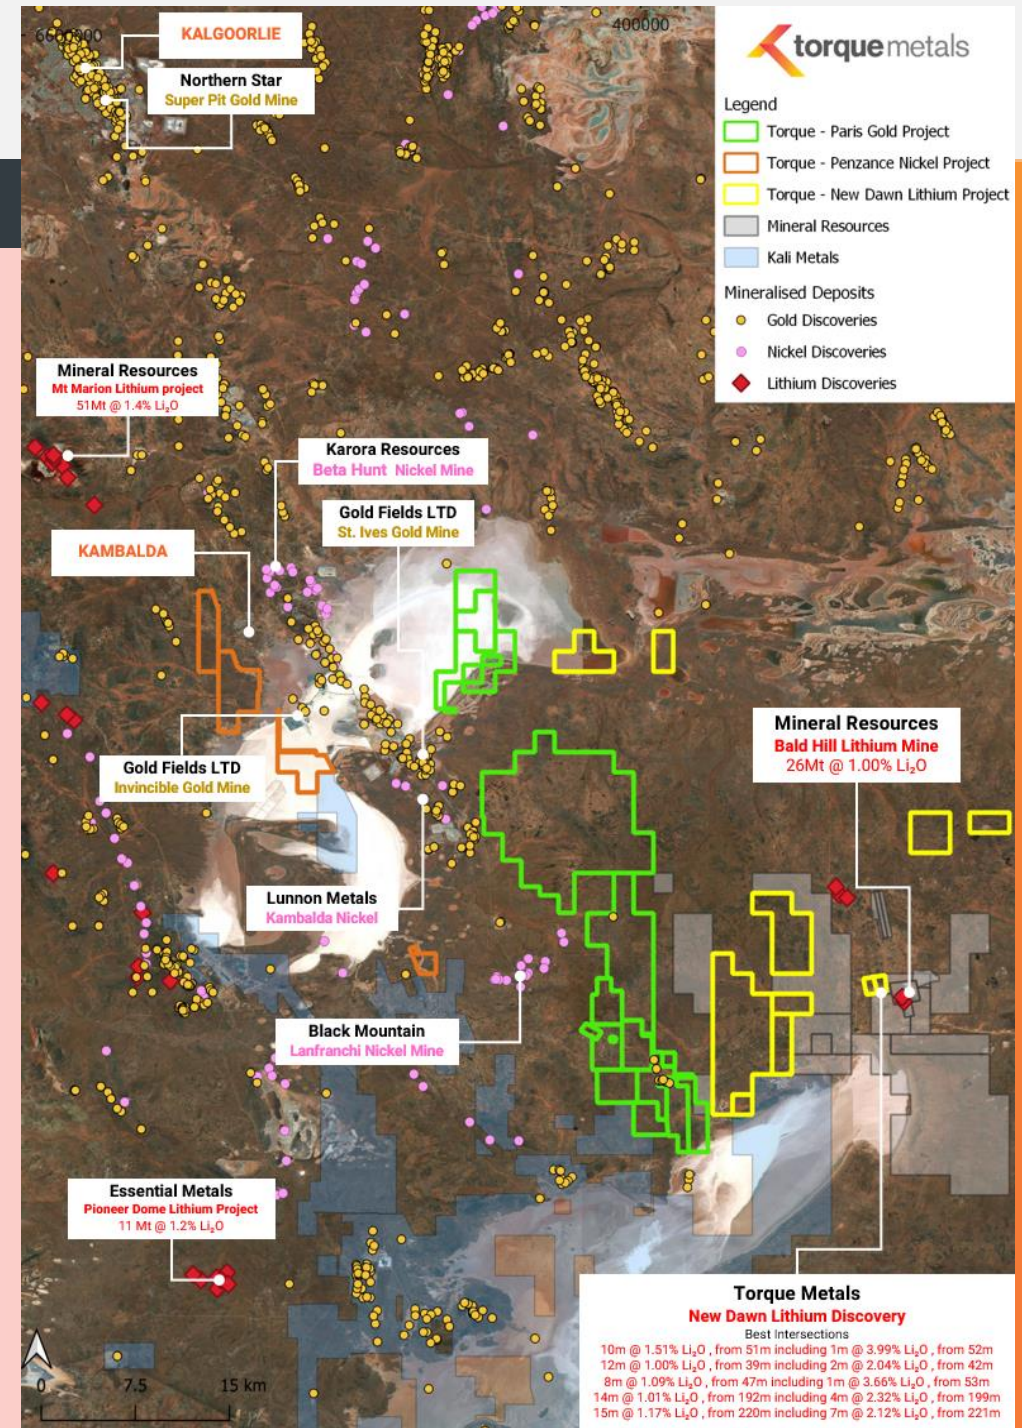 6600000
400000
KALGOORLIE
Northern Star
Super Pit Gold Mine
torquemetals
Legend
Torque - Paris Gold Project
Torque - Penzance Nickel Project
Torque - New Dawn Lithium Project
Mineral Resources
Kali Metals
Mineralised Deposits
Gold Discoveries
Nickel Discoveries
Lithium Discoveries
Mineral Resources
Mt Marion Lithium project
51Mt @ 1.4% Li₂O
Karora Resources
Beta Hunt Nickel Mine
Gold Fields LTD
St. Ives Gold Mine
KAMBALDA
Mineral Resources
Bald Hill Lithium Mine
26Mt @ 1.00% Li₂O
Gold Fields LTD
Invincible Gold Mine
Lunnon Metals
Kambalda Nickel
Black Mountain
Lanfranchi Nickel Mine
Essential Metals
Pioneer Dome Lithium Project
11 Mt @ 1.2% Li₂O
Torque Metals
New Dawn Lithium Discovery
Best Intersections
10m @ 1.51% Li₂O , from 51m including 1m @ 3.99% Li₂O , from 52m
12m @ 1.00% Li₂O , from 39m including 2m @ 2.04% Li₂O , from 42m
8m @ 1.09% Li₂O , from 47m including 1m @ 3.66% Li₂O , from 53m
14m @ 1.01% Li₂O , from 192m including 4m @ 2.32% Li₂O , from 199m
15m @ 1.17% Li₂O , from 220m including 7m @ 2.12% Li₂O , from 221m
0 7.5 15 km